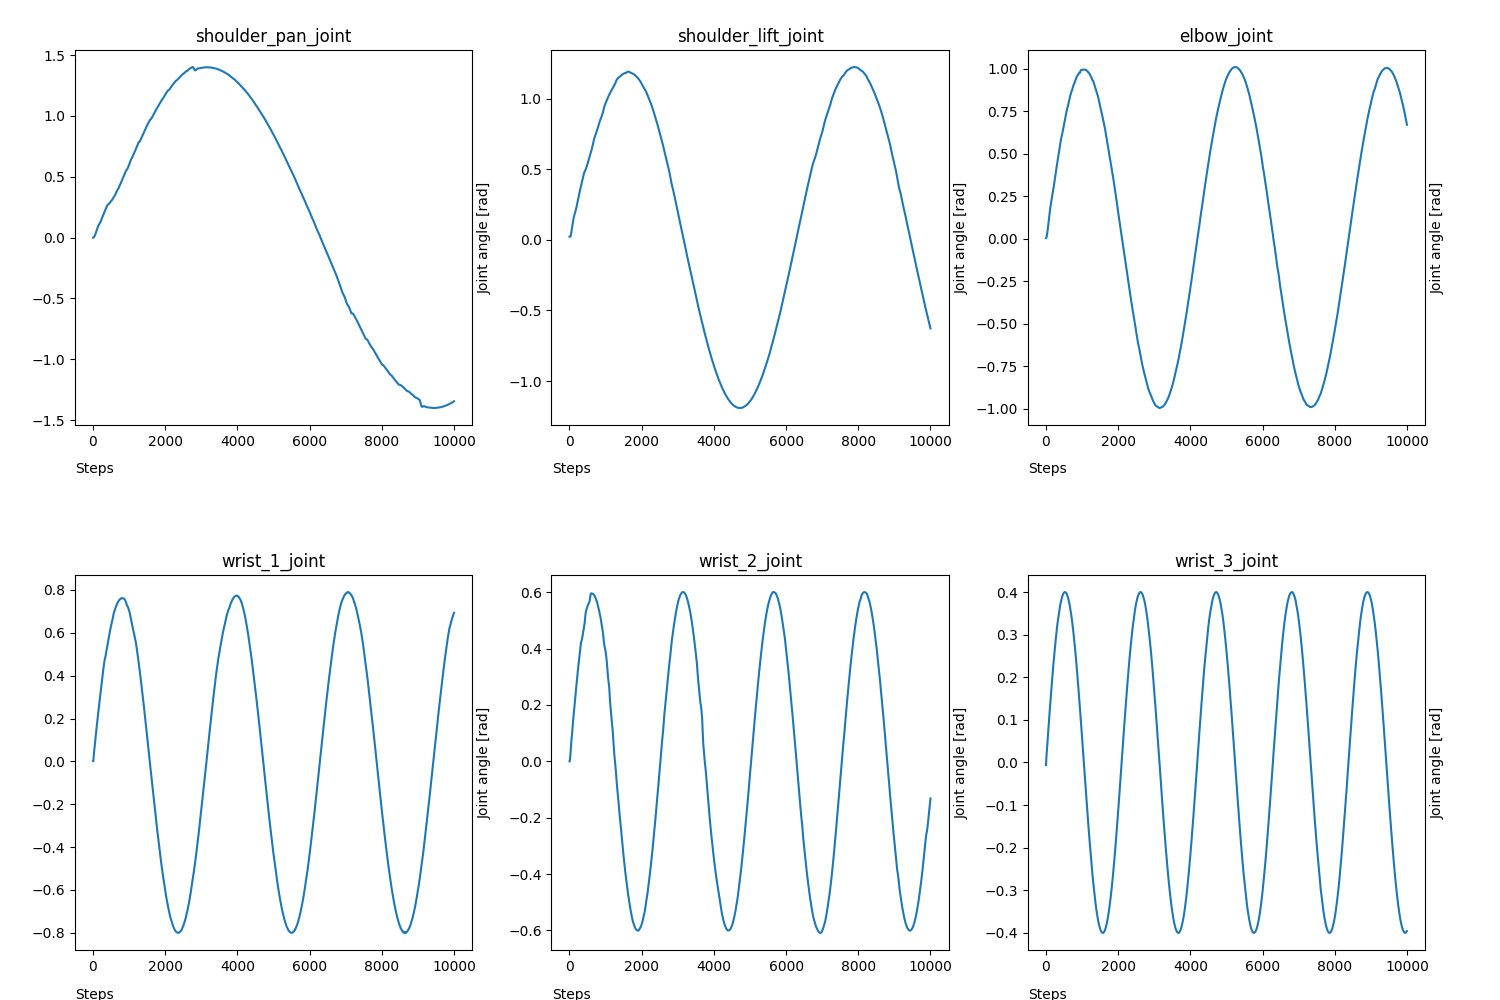 shoulder_pan_joint
1.5
1.0
0.5
0.0
−0.5
−1.0
−1.5
0 2000 4000 6000 8000 10000
Steps
Joint angle [rad]
shoulder_lift_joint
1.0
0.5
0.0
−0.5
−1.0
0 2000 4000 6000 8000 10000
Steps
Joint angle [rad]
elbow_joint
1.00
0.75
0.50
0.25
0.00
−0.25
−0.50
−0.75
−1.00
0 2000 4000 6000 8000 10000
Steps
Joint angle [rad]
wrist_1_joint
0.8
0.6
0.4
0.2
0.0
−0.2
−0.4
−0.6
−0.8
0 2000 4000 6000 8000 10000
Steps
Joint angle [rad]
wrist_2_joint
0.6
0.4
0.2
0.0
−0.2
−0.4
−0.6
0 2000 4000 6000 8000 10000
Steps
Joint angle [rad]
wrist_3_joint
0.4
0.3
0.2
0.1
0.0
−0.1
−0.2
−0.3
−0.4
0 2000 4000 6000 8000 10000
Steps
Joint angle [rad]